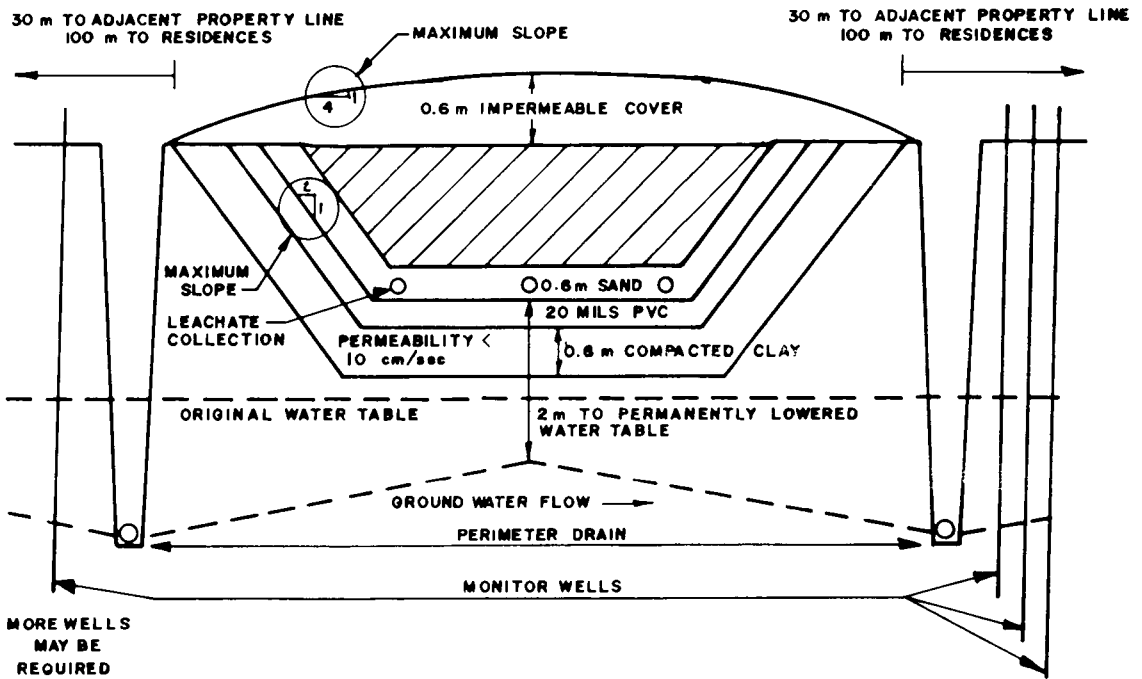 30 m TO ADJACENT PROPERTY LINE
100 m TO RESIDENCES
MAXIMUM SLOPE
30 m TO ADJACENT PROPERTY LINE
100 m TO RESIDENCES
4
1
0.6 m IMPERMEABLE COVER
2
1
MAXIMUM
SLOPE
0.6 m SAND
LEACHATE
COLLECTION
20 MILS PVC
PERMEABILITY <
10 cm/sec
0.6 m COMPACTED CLAY
ORIGINAL WATER TABLE
2 m TO PERMANENTLY LOWERED
WATER TABLE
GROUND WATER FLOW
PERIMETER DRAIN
MONITOR WELLS
MORE WELLS
MAY BE
REQUIRED